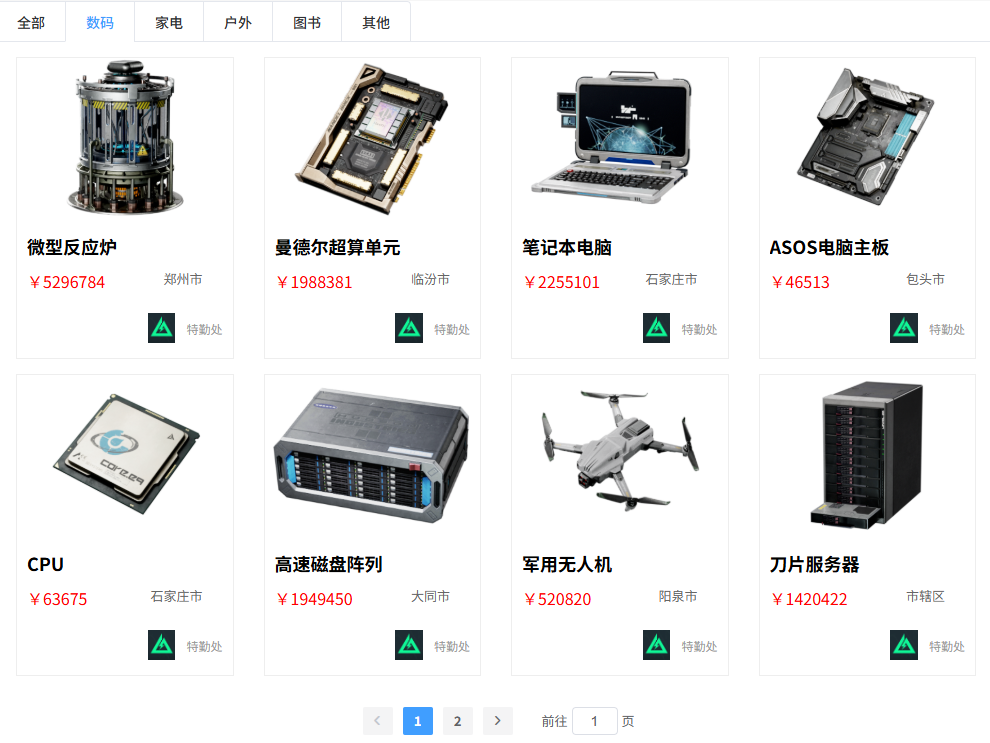 全部 数码 家电 户外 图书 其他
微型反应炉 曼德尔超算单元 笔记本电脑 ASOS电脑主板
￥5296784 郑州市 ￥1988381 临汾市 ￥2255101 石家庄市 ￥46513 包头市
特勤处 特勤处 特勤处 特勤处
core.eq
CPU 高速磁盘阵列 军用无人机 刀片服务器
￥63675 石家庄市 ￥1949450 大同市 ￥520820 阳泉市 ￥1420422 市辖区
特勤处 特勤处 特勤处 特勤处
1 2 前往 1 页